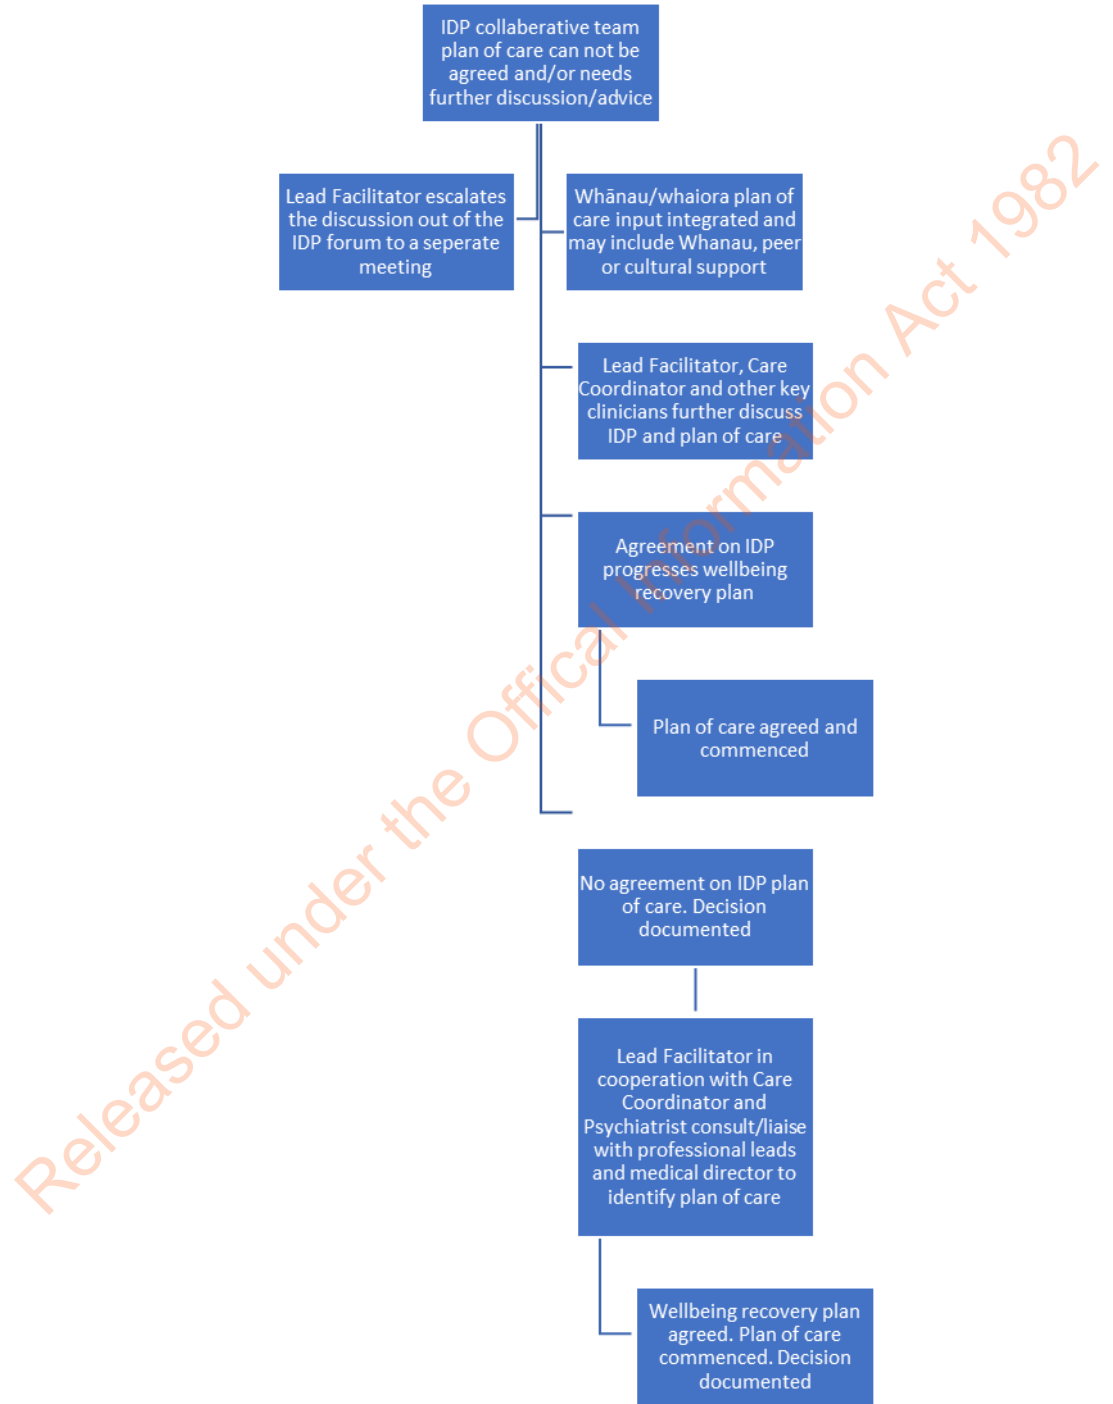 IDP collaberative team
plan of care can not be
agreed and/or needs
further discussion/advice
Lead Facilitator escalates
the discussion out of the
IDP forum to a seperate
meeting
Whānau/whaiora plan of
care input integrated and
may include Whanau, peer
or cultural support
Lead Facilitator, Care
Coordinator and other key
clinicians further discuss
IDP and plan of care
Agreement on IDP
progresses wellbeing
recovery plan
Plan of care agreed and
commenced
No agreement on IDP plan
of care. Decision
documented
Lead Facilitator in
cooperation with Care
Coordinator and
Psychiatrist consult/liaise
with professional leads
and medical director to
identify plan of care
Wellbeing recovery plan
agreed. Plan of care
commenced. Decision
documented
Released under the Offical Information Act 1982